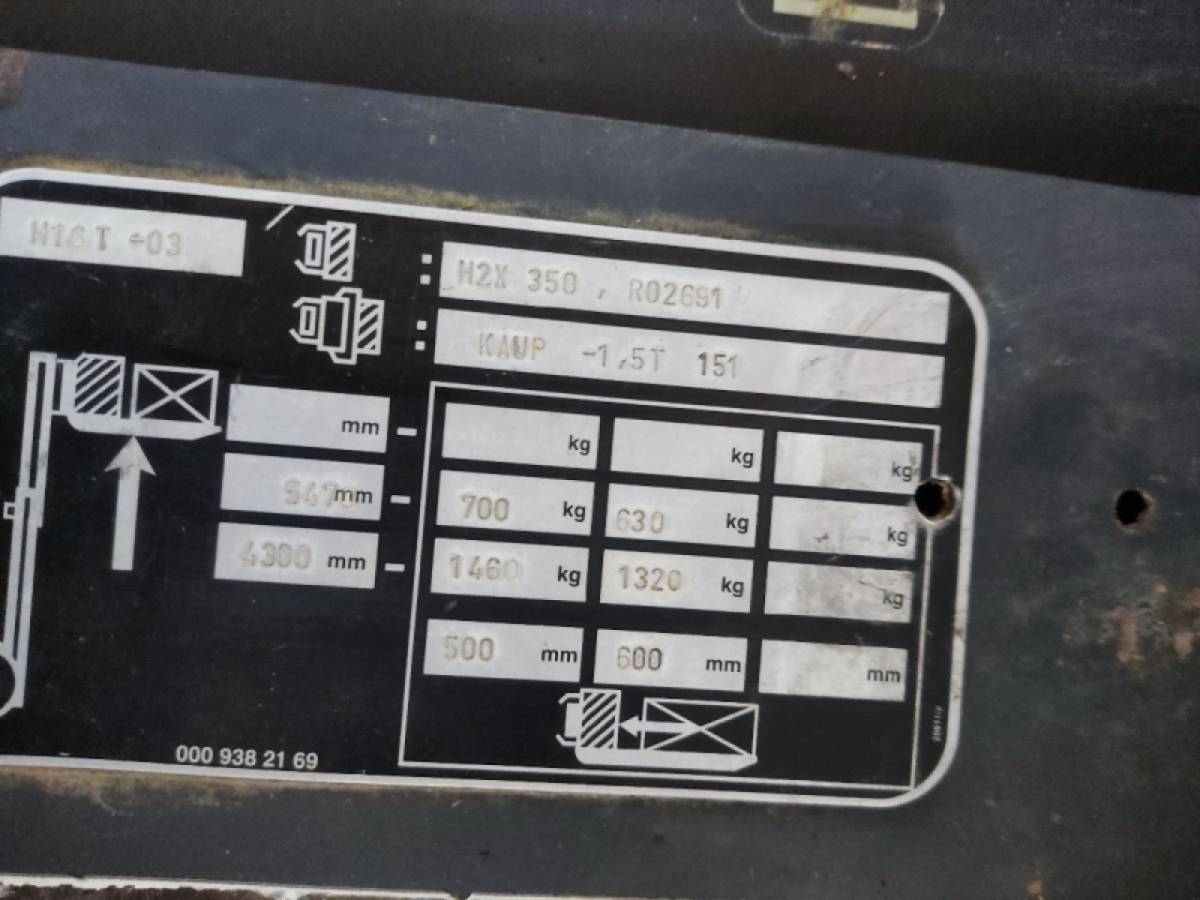 H16T -03
: H2X 350 , R02691
: KAUP -1,5T 151
mm - kg kg kg
5470 mm - 700 kg 630 kg kg
4300 mm - 1460 kg 1320 kg kg
500 mm 600 mm mm
000 938 21 69